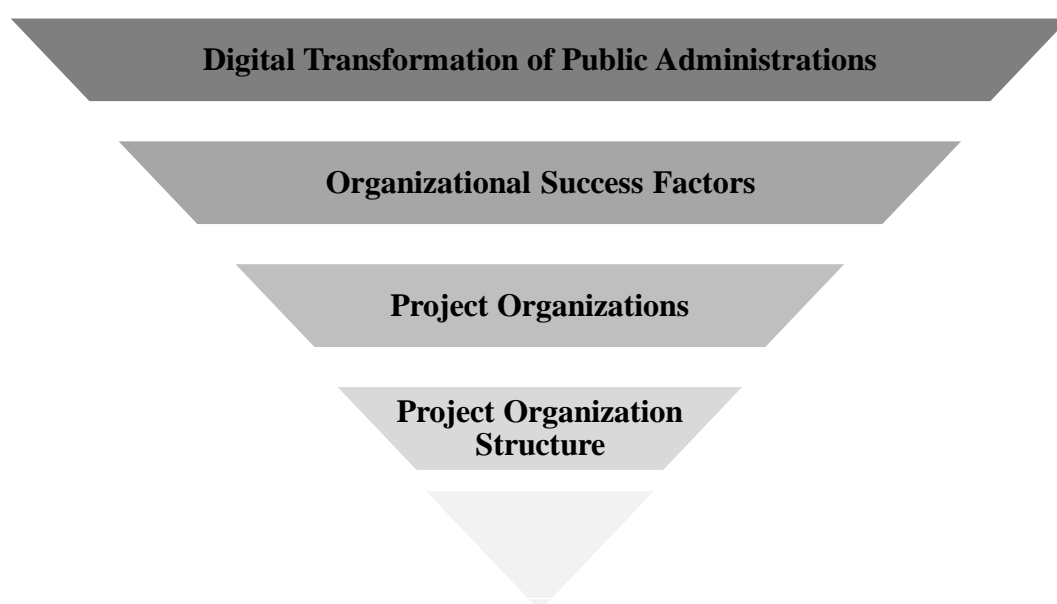 Digital Transformation of Public Administrations
Organizational Success Factors
Project Organizations
Project Organization
Structure